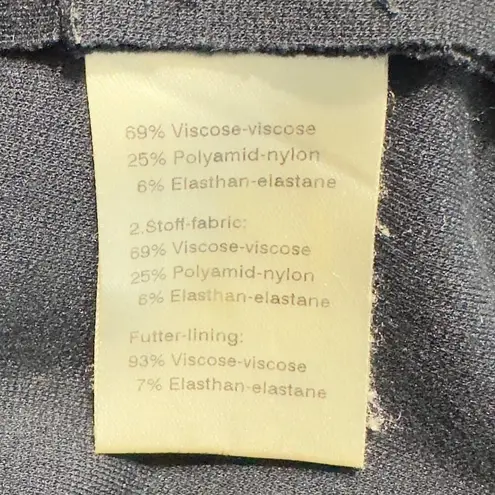 69% Viscose-viscose
25% Polyamid-nylon
6% Elasthan-elastane
2.Stoff-fabric:
69% Viscose-viscose
25% Polyamid-nylon
6% Elasthan-elastane
Futter-lining:
93% Viscose-viscose
7% Elasthan-elastane